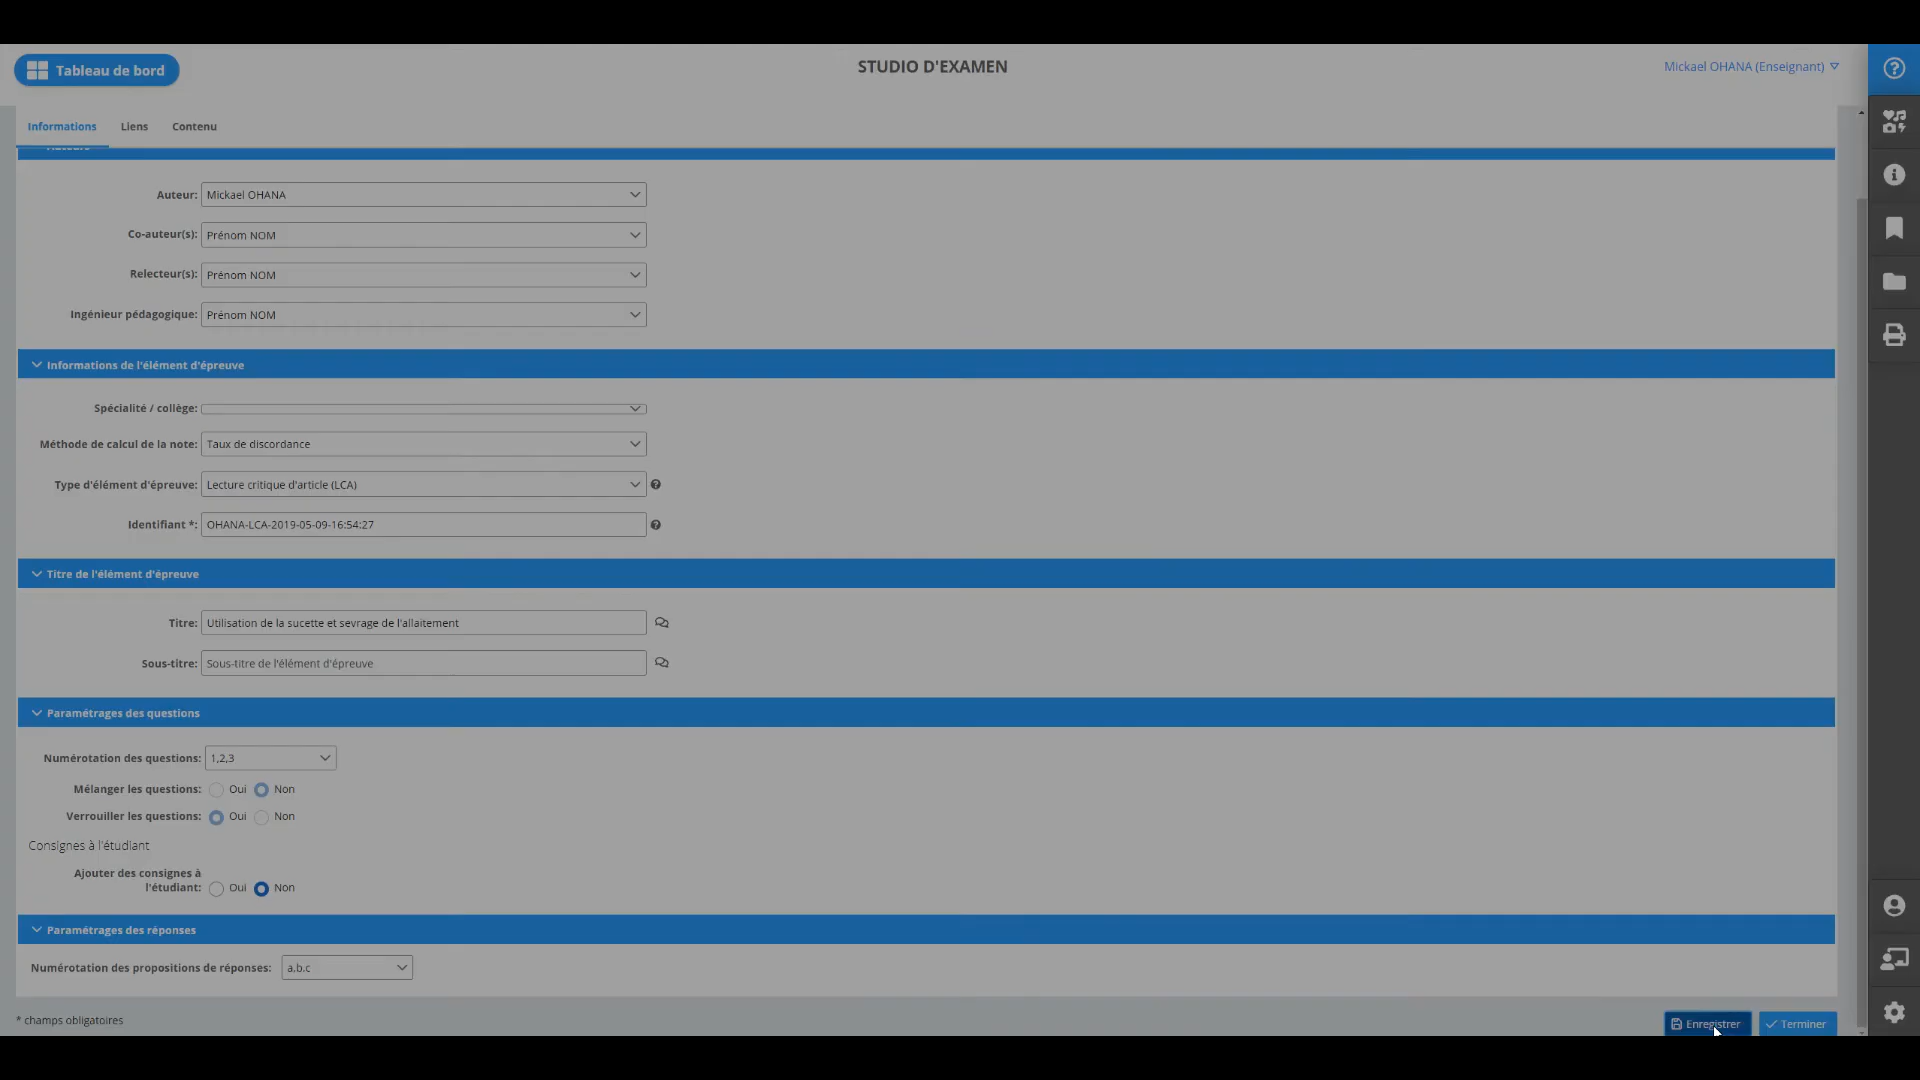 Tableau de bord
STUDIO D'EXAMEN
Mickael OHANA (Enseignant)
Informations
Liens
Contenu
Auteur: Mickael OHANA
Co-auteur(s): Prénom NOM
Relecteur(s): Prénom NOM
Ingénieur pédagogique: Prénom NOM
Informations de l'élément d'épreuve
Spécialité / collège:
Méthode de calcul de la note: Taux de discordance
Type d'élément d'épreuve: Lecture critique d'article (LCA)
Identifiant *: OHANA-LCA-2019-05-09-16:54:27
Titre de l'élément d'épreuve
Titre: Utilisation de la sucette et sevrage de l'allaitement
Sous-titre: Sous-titre de l'élément d'épreuve
Paramétrages des questions
Numérotation des questions: 1,2,3
Mélanger les questions: Oui Non
Verrouiller les questions: Oui Non
Consignes à l'étudiant
Ajouter des consignes à
l'étudiant: Oui Non
Paramétrages des réponses
Numérotation des propositions de réponses: a,b,c
* champs obligatoires
Enregistrer
Terminer